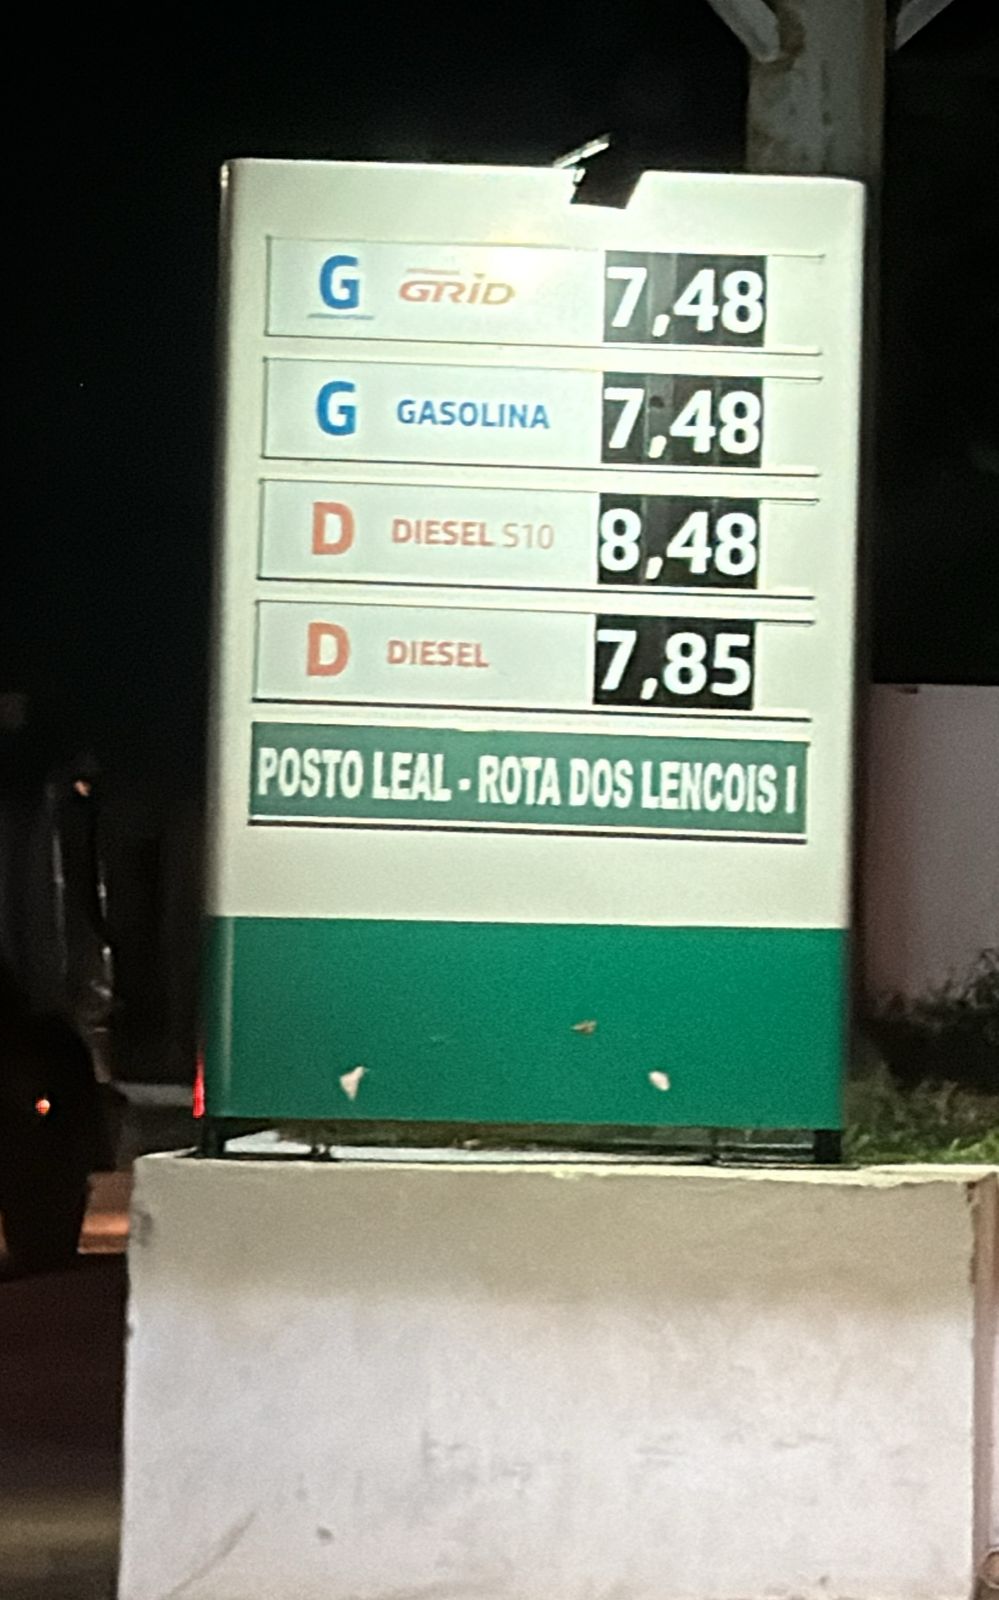 G GRID 7,48
G GASOLINA 7,48
D DIESEL S10 8,48
D DIESEL 7,85
POSTO LEAL - ROTA DOS LENCOIS I